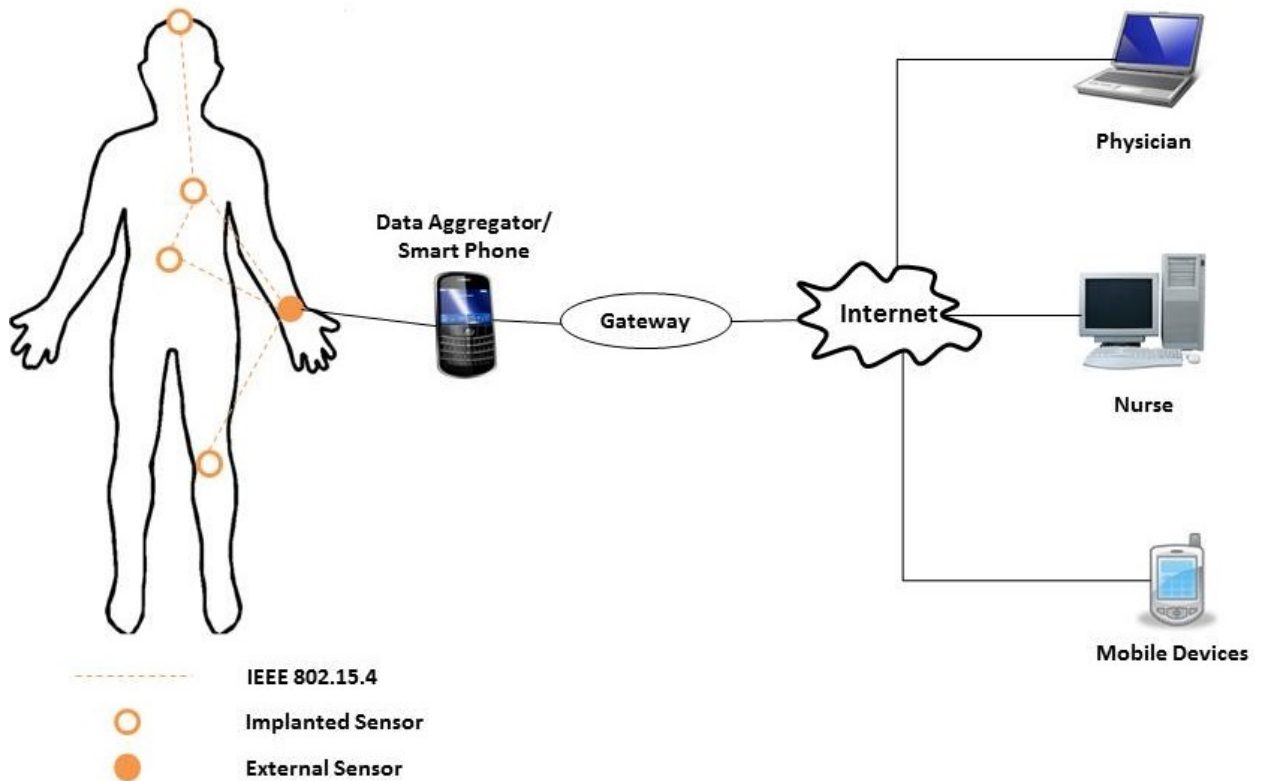 Data Aggregator/
Smart Phone
Gateway
Internet
Physician
Nurse
Mobile Devices
IEEE 802.15.4
Implanted Sensor
External Sensor